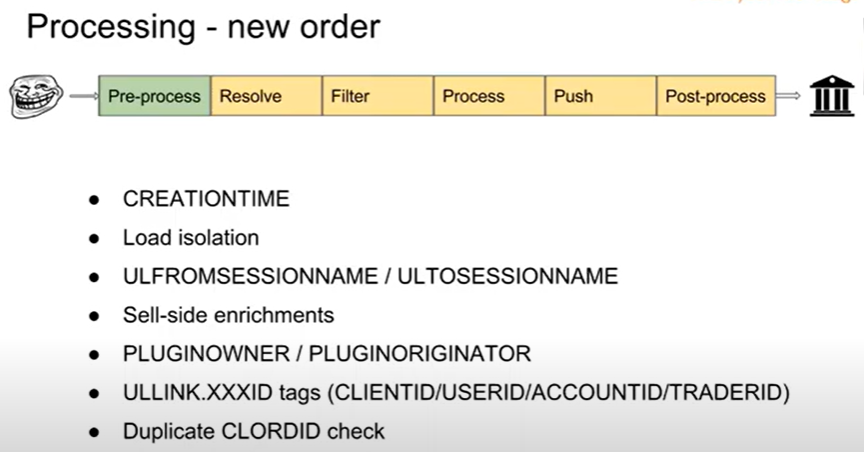 Processing - new order
Pre-process Resolve Filter Process Push Post-process
CREATIONTIME
Load isolation
ULFROMSESSIONNAME / ULTOSESSIONNAME
Sell-side enrichments
PLUGINOWNER / PLUGINORIGINATOR
ULLINK.XXXID tags (CLIENTID/USERID/ACCOUNTID/TRADERID)
Duplicate CLORDID check